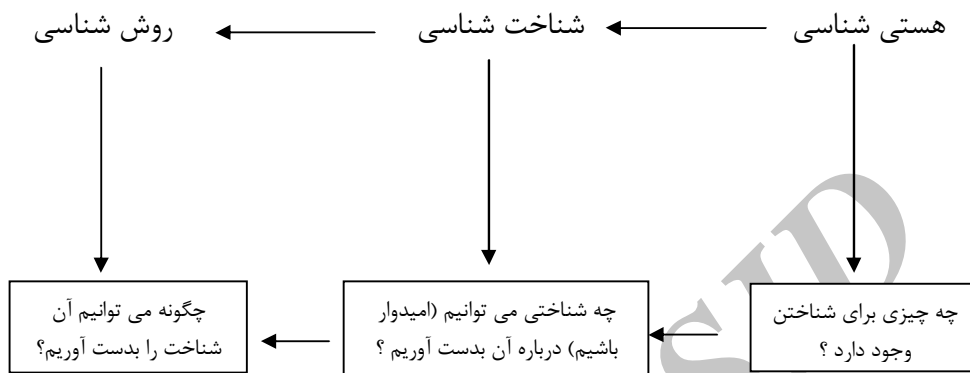 هستی شناسی
شناخت شناسی
روش شناسی
چه چیزی برای شناختن
وجود دارد ؟
چه شناختی می توانیم (امیدوار
باشیم) درباره آن بدست آوریم ؟
چگونه می توانیم آن
شناخت را بدست آوریم؟
SID